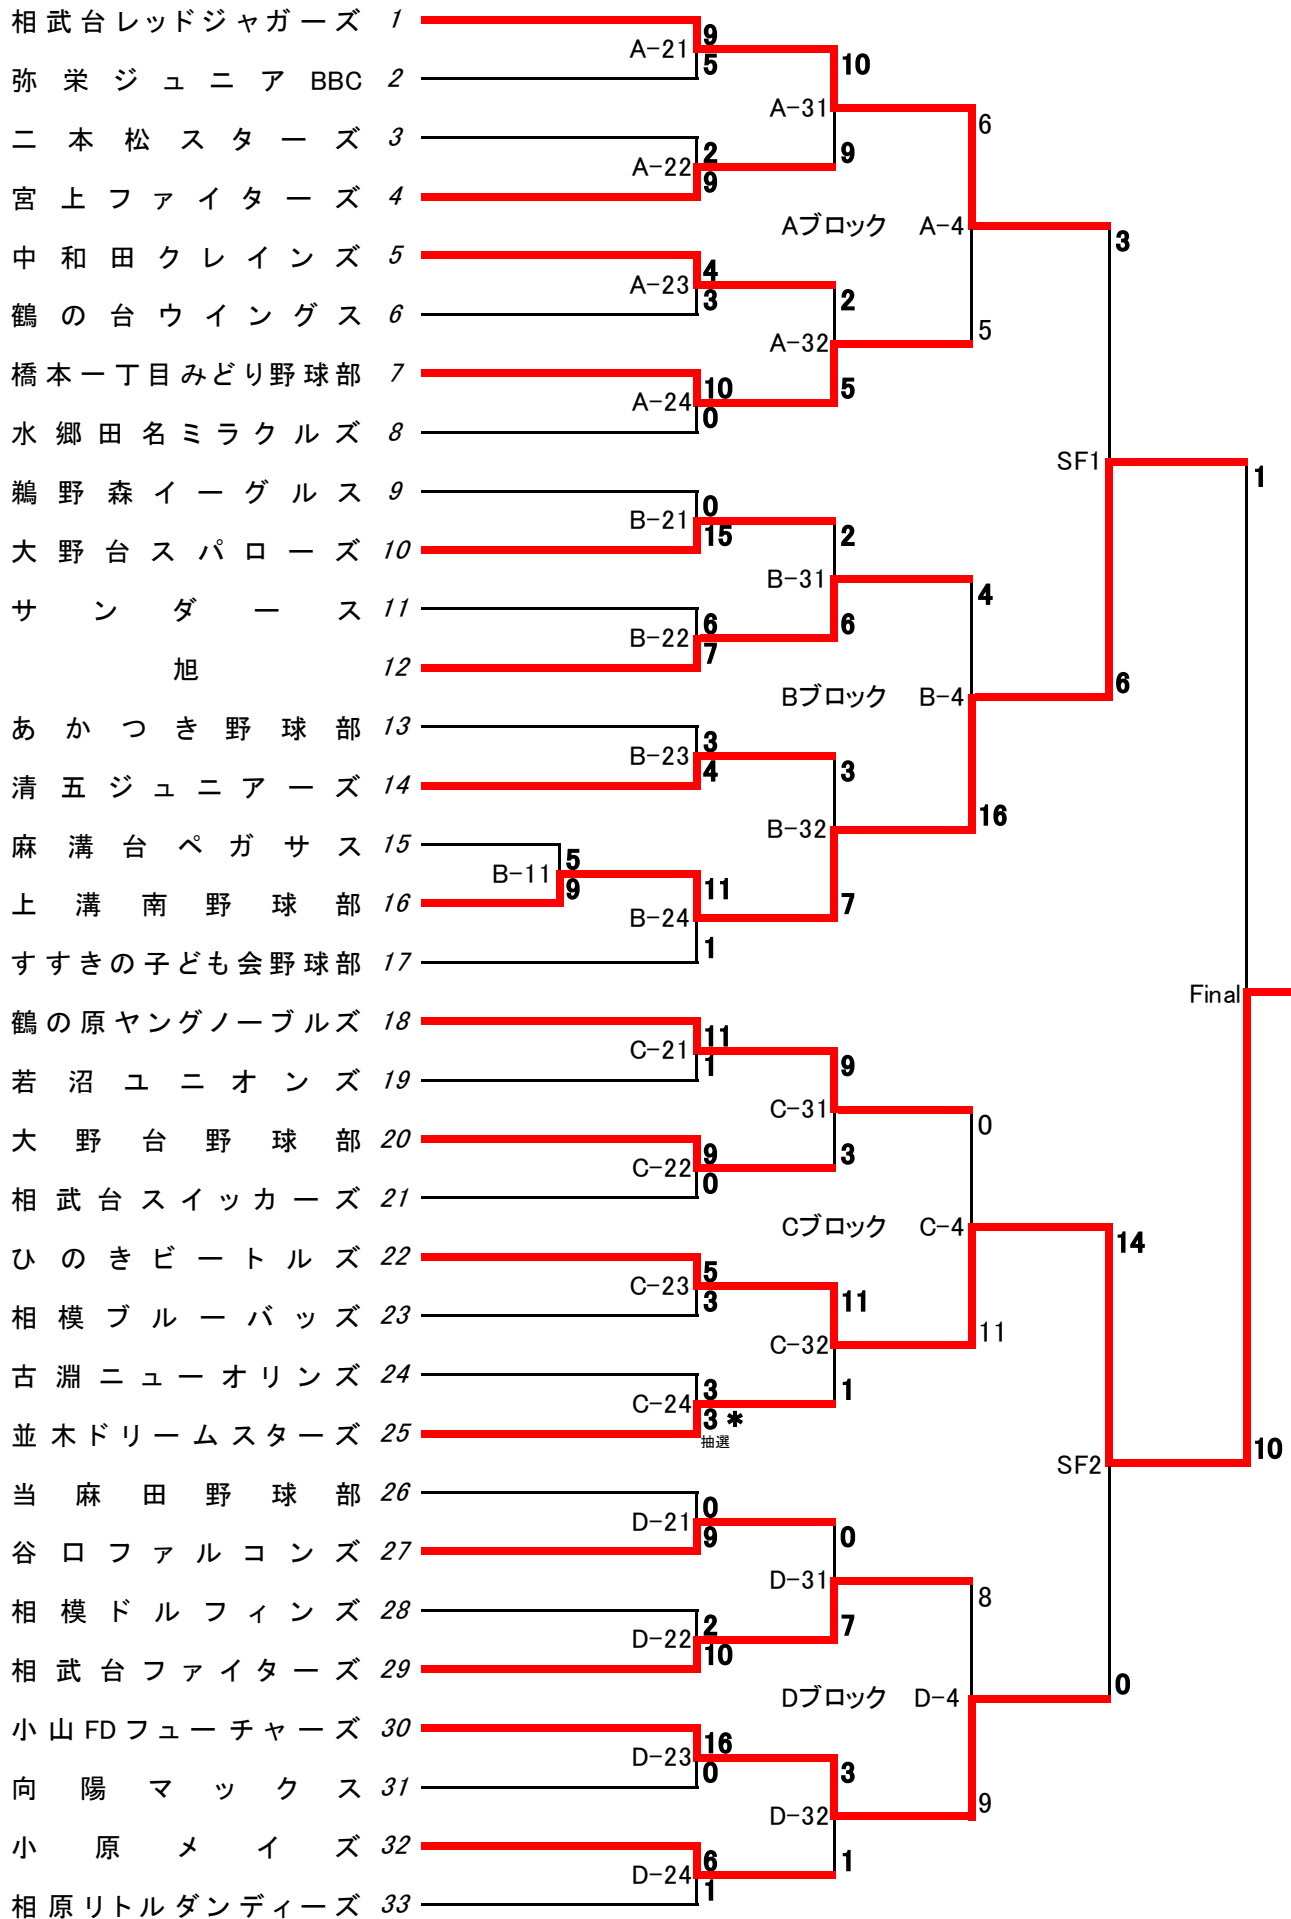 相武台レッドジャガーズ 1
9
A-21
5
10
弥栄ジュニアBBC 2
A-31
6
二本松スターズ 3
2
A-22
9
9
宮上ファイターズ 4
Aブロック A-4
3
中和田クレインズ 5
4
A-23
3
2
鶴の台ウイングス 6
A-32
5
橋本一丁目みどり野球部 7
10
A-24
0
5
水郷田名ミラクルズ 8
SF1
1
鵜野森イーグルス 9
0
B-21
15
2
大野台スパローズ 10
B-31
4
サンダース 11
6
B-22
7
6
旭 12
Bブロック B-4
6
あかつき野球部 13
3
B-23
4
3
清五ジュニアーズ 14
B-32
16
麻溝台ペガサス 15
5
B-11
9
11
上溝南野球部 16
B-24
7
1
すすきの子ども会野球部 17
Final
鶴の原ヤングノーブルズ 18
11
C-21
1
9
若沼ユニオンズ 19
C-31
0
大野台野球部 20
9
C-22
0
3
相武台スイッカーズ 21
Cブロック C-4
14
ひのきビートルズ 22
5
C-23
3
11
相模ブルーバッズ 23
C-32
11
古淵ニューオリンズ 24
3
C-24
3 *
抽選
1
並木ドリームスターズ 25
SF2
10
当麻田野球部 26
0
D-21
9
0
谷口ファルコンズ 27
D-31
8
相模ドルフィンズ 28
2
D-22
10
7
相武台ファイターズ 29
Dブロック D-4
0
小山FDフューチャーズ 30
16
D-23
0
3
向陽マックス 31
D-32
9
小原メイズ 32
6
D-24
1
1
相原リトルダンディーズ 33